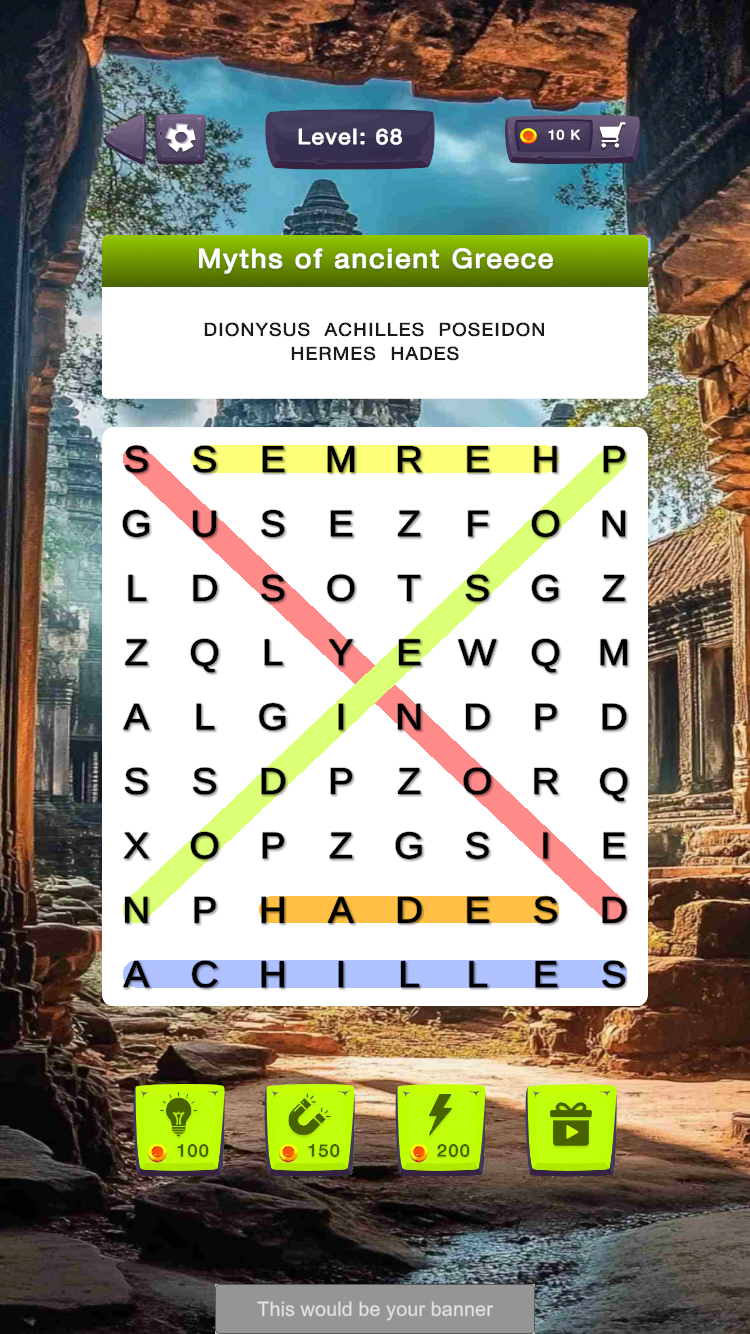 Level: 68
10 K
Myths of ancient Greece
DIONYSUS ACHILLES POSEIDON
HERMES HADES
S S E M R E H P
G U S E Z F O N
L D S O T S G Z
Z Q L Y E W Q M
A L G I N D P D
S S D P Z O R Q
X O P Z G S I E
N P H A D E S D
A C H I L L E S
100 150 200
This would be your banner